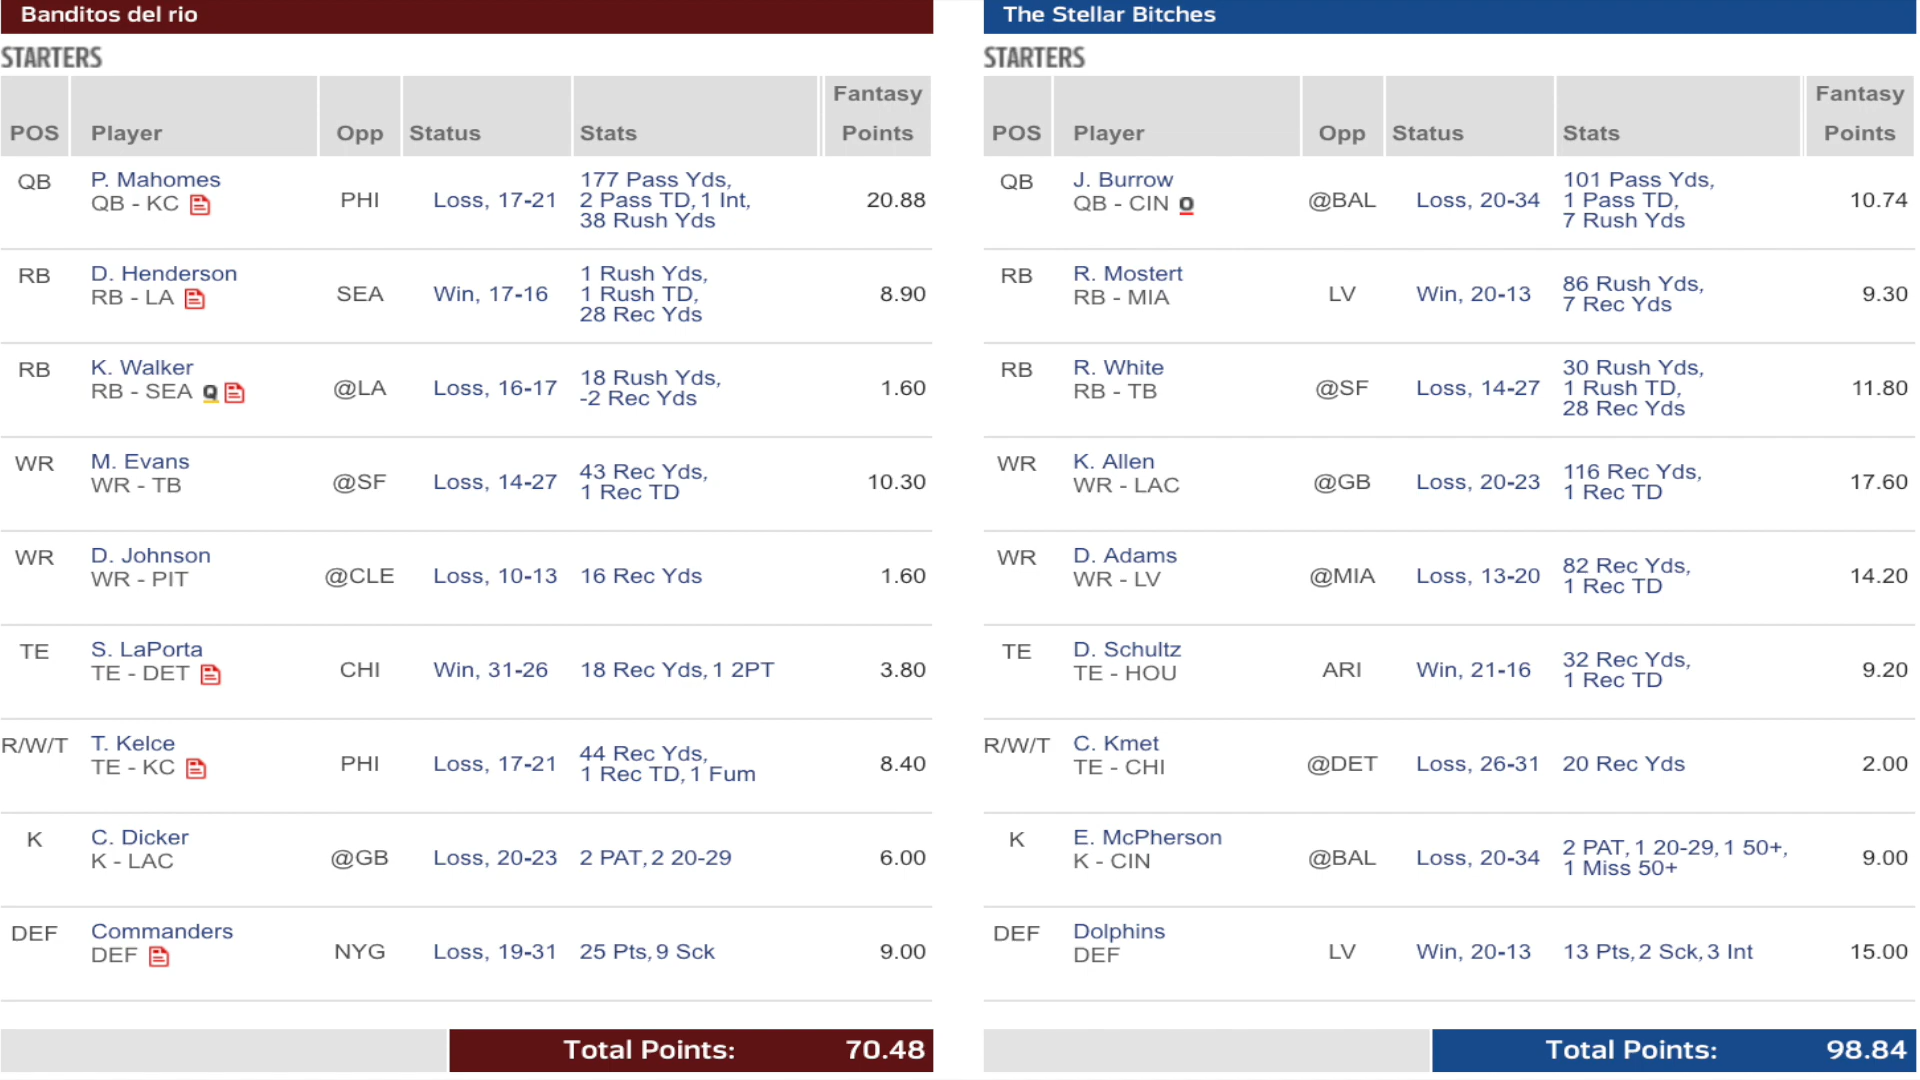 Banditos del rio
STARTERS
POS Player Opp Status Stats Fantasy Points
QB P. Mahomes PHI Loss, 17-21 177 Pass Yds,
QB - KC 2 Pass TD, 1 Int, 20.88
38 Rush Yds
RB D. Henderson SEA Win, 17-16 1 Rush Yds,
RB - LA 1 Rush TD, 8.90
28 Rec Yds
RB K. Walker @LA Loss, 16-17 18 Rush Yds,
RB - SEA Q -2 Rec Yds 1.60
WR M. Evans @SF Loss, 14-27 43 Rec Yds,
WR - TB 1 Rec TD 10.30
WR D. Johnson @CLE Loss, 10-13 16 Rec Yds 1.60
WR - PIT
TE S. LaPorta CHI Win, 31-26 18 Rec Yds, 1 2PT 3.80
TE - DET
R/W/T T. Kelce PHI Loss, 17-21 44 Rec Yds,
TE - KC 1 Rec TD, 1 Fum 8.40
K C. Dicker @GB Loss, 20-23 2 PAT, 2 20-29 6.00
K - LAC
DEF Commanders NYG Loss, 19-31 25 Pts, 9 Sck 9.00
DEF
Total Points: 70.48
The Stellar Bitches
STARTERS
POS Player Opp Status Stats Fantasy Points
QB J. Burrow @BAL Loss, 20-34 101 Pass Yds,
QB - CIN O 1 Pass TD, 10.74
7 Rush Yds
RB R. Mostert LV Win, 20-13 86 Rush Yds,
RB - MIA 7 Rec Yds 9.30
RB R. White @SF Loss, 14-27 30 Rush Yds,
RB - TB 1 Rush TD, 11.80
28 Rec Yds
WR K. Allen @GB Loss, 20-23 116 Rec Yds,
WR - LAC 1 Rec TD 17.60
WR D. Adams @MIA Loss, 13-20 82 Rec Yds,
WR - LV 1 Rec TD 14.20
TE D. Schultz ARI Win, 21-16 32 Rec Yds,
TE - HOU 1 Rec TD 9.20
R/W/T C. Kmet @DET Loss, 26-31 20 Rec Yds 2.00
TE - CHI
K E. McPherson @BAL Loss, 20-34 2 PAT, 1 20-29, 1 50+,
K - CIN 1 Miss 50+ 9.00
DEF Dolphins LV Win, 20-13 13 Pts, 2 Sck, 3 Int 15.00
DEF
Total Points: 98.84